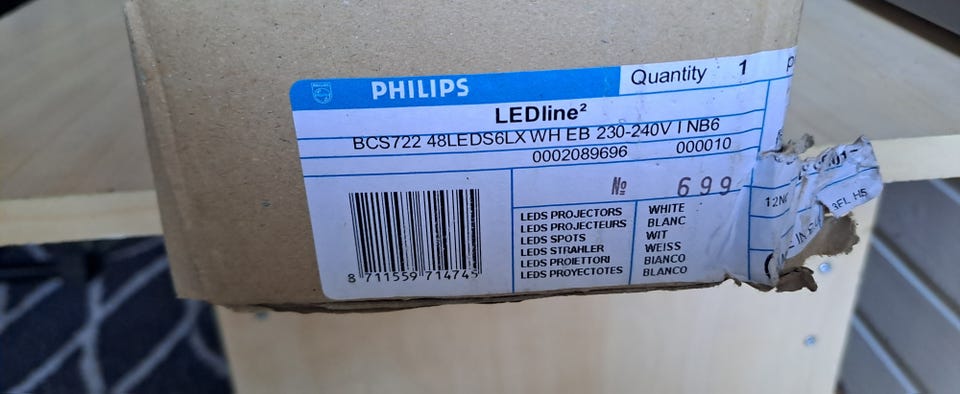 PHILIPS Quantity 1
LEDline²
BCS722 48LEDS6LX WH EB 230-240V I NB6
0002089696 000010
№ 699
LEDS PROJECTORS WHITE
LEDS PROJECTEURS BLANC
LEDS SPOTS WIT
LEDS STRAHLER WEISS
LEDS PROIETTORI BIANCO
LEDS PROYECTOTES BLANCO
8 711559 714745